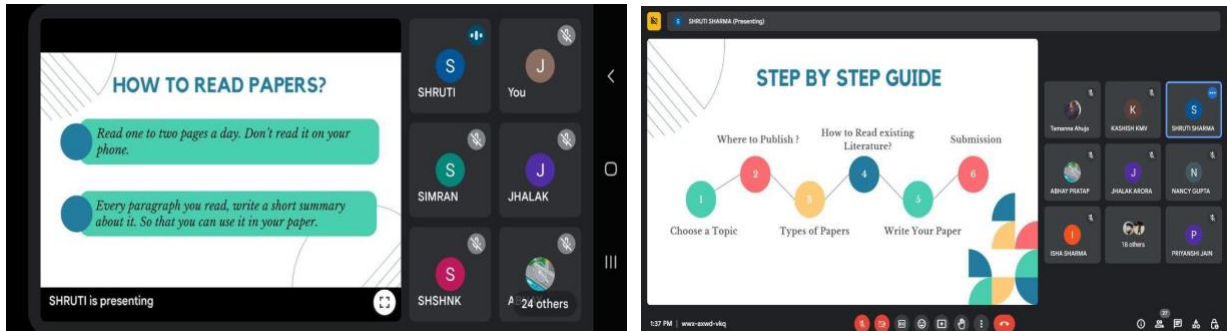 HOW TO READ PAPERS?
Read one to two pages a day. Don't read it on your
phone.
Every paragraph you read, write a short summary
about it. So that you can use it in your paper.
SHRUTI is presenting
S
SHRUTI
J
You
S
SIMRAN
J
JHALAK
S
SHSHNK
24 others
S SHRUTI SHARMA (Presenting)
STEP BY STEP GUIDE
Where to Publish ?
How to Read existing
Literature?
Submission
1
2
3
4
5
6
Choose a Topic
Types of Papers
Write Your Paper
Tamanna Ahuja
K
KASHISH KMV
S
SHRUTI SHARMA
ABHAY PRATAP
J
JHALAK ARORA
N
NANCY GUPTA
I
ISHA SHARMA
18 others
P
PRIYANSHI JAIN
1:37 PM | wwx-axwd-vkq
27